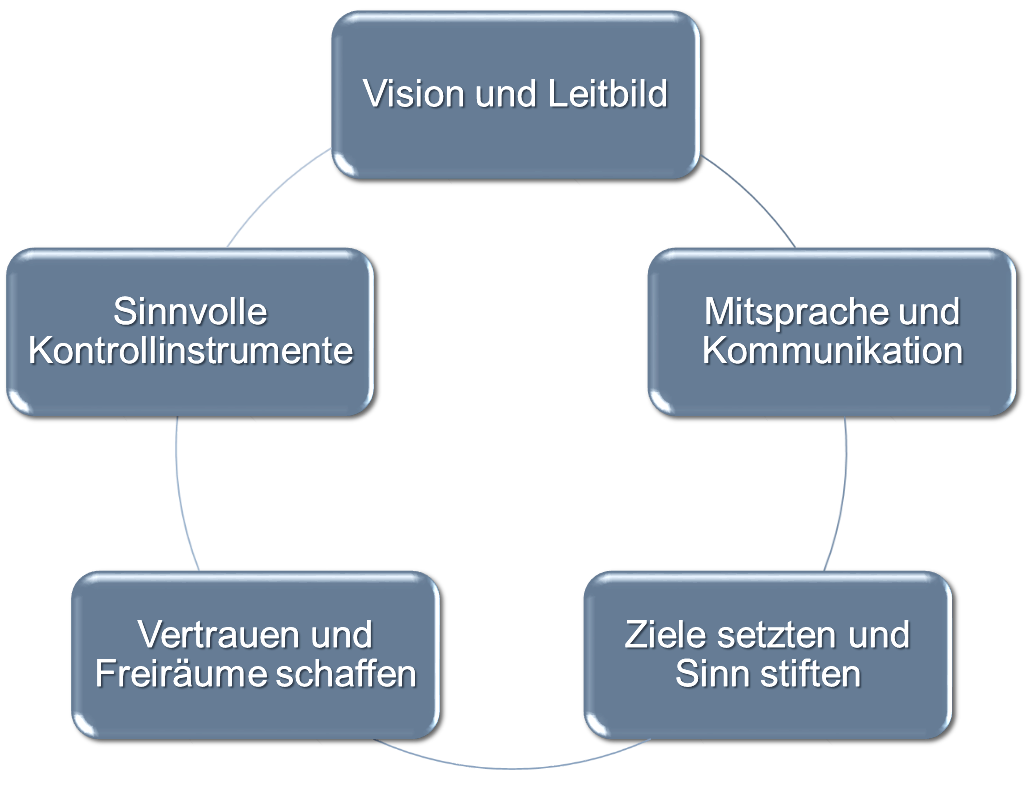 Vision und Leitbild
Mitsprache und
Kommunikation
Ziele setzten und
Sinn stiften
Vertrauen und
Freiräume schaffen
Sinnvolle
Kontrollinstrumente